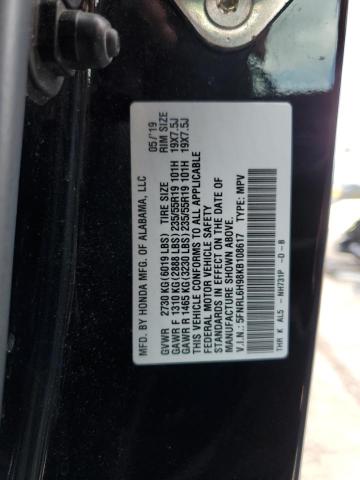 MFD. BY HONDA MFG. OF ALABAMA, LLC 05/'19
TIRE SIZE RIM SIZE
GVWR 2730 KG(6019 LBS)
GAWR F 1310 KG(2888 LBS) 235/55R19 101H 19X7.5J
GAWR R 1465 KG(3230 LBS) 235/55R19 101H 19X7.5J
THIS VEHICLE CONFORMS TO ALL APPLICABLE
FEDERAL MOTOR VEHICLE SAFETY
STANDARDS IN EFFECT ON THE DATE OF
MANUFACTURE SHOWN ABOVE.
V.I.N.: 5FNRL6H98KB108617 TYPE: MPV
THR K AL5 - NH731P - D - B